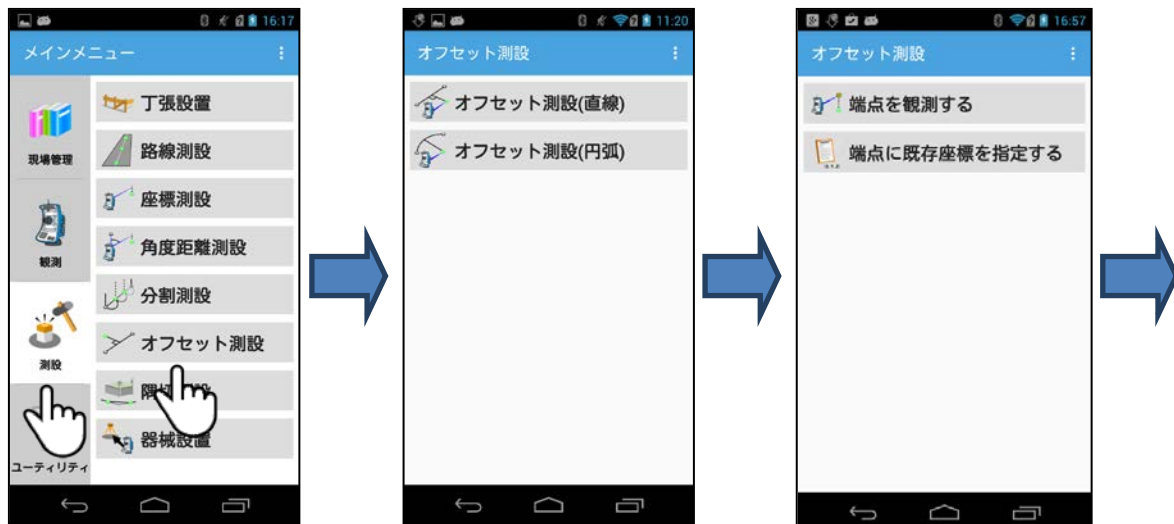 16:17
メインメニュー
現場管理
観測
測設
ユーティリティ
丁張設置
路線測設
座標測設
角度距離測設
分割測設
オフセット測設
隅切測設
器械設置
11:20
オフセット測設
オフセット測設(直線)
オフセット測設(円弧)
16:57
オフセット測設
端点を観測する
端点に既存座標を指定する